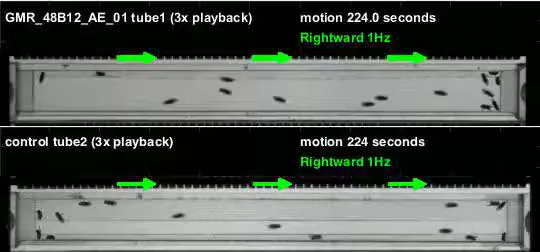 GMR_48B12_AE_01 tube1 (3x playback)
motion 224.0 seconds
Rightward 1Hz
control tube2 (3x playback)
motion 224 seconds
Rightward 1Hz